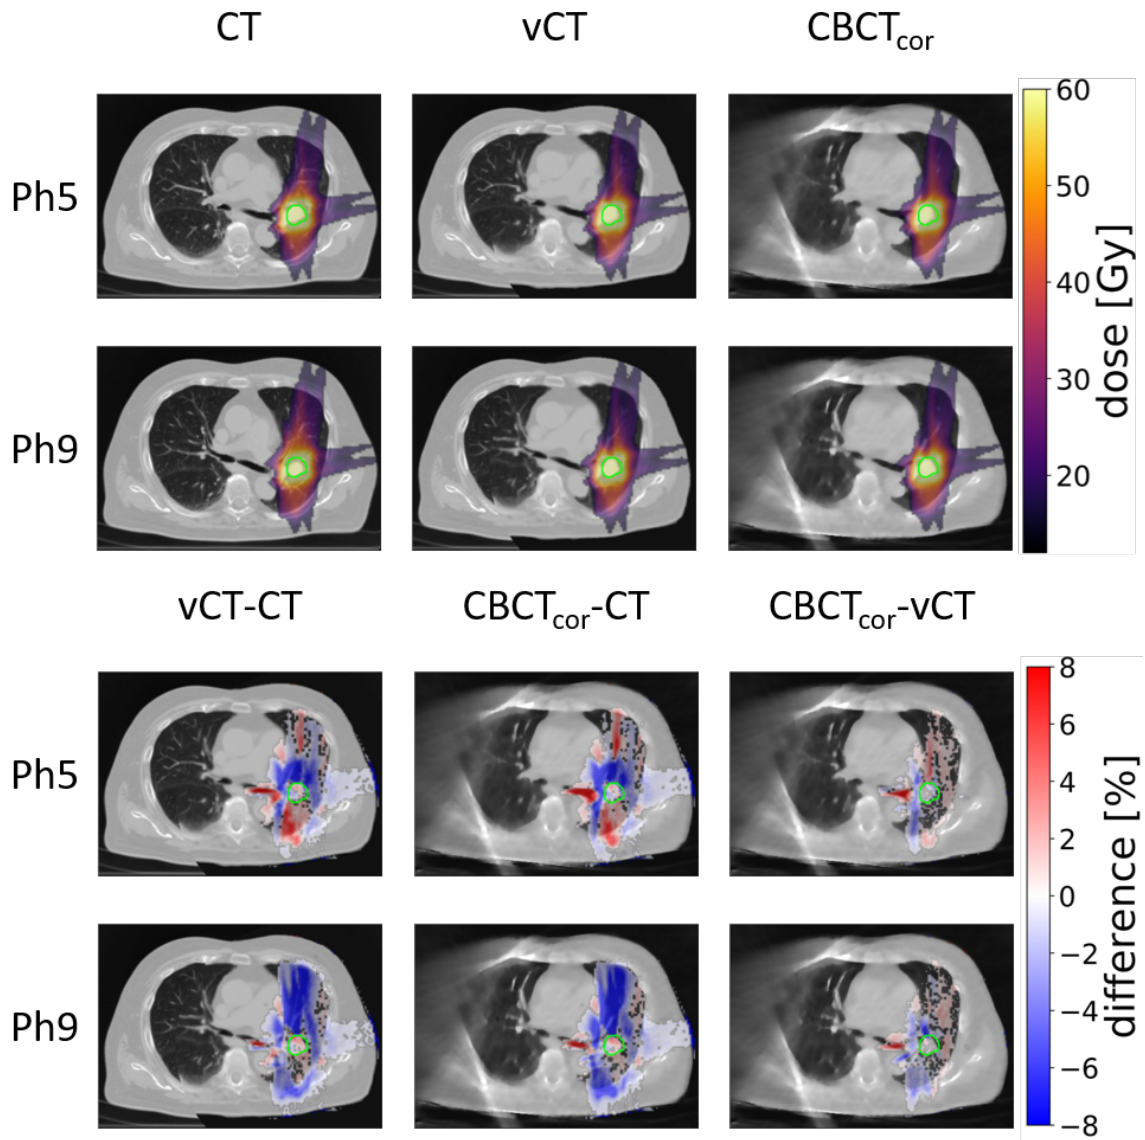 CT vCT CBCTcor
Ph5
Ph9
60
50
40
30
20
dose [Gy]
vCT-CT CBCTcor-CT CBCTcor-vCT
Ph5
Ph9
8
6
4
2
0
−2
−4
−6
−8
difference [%]